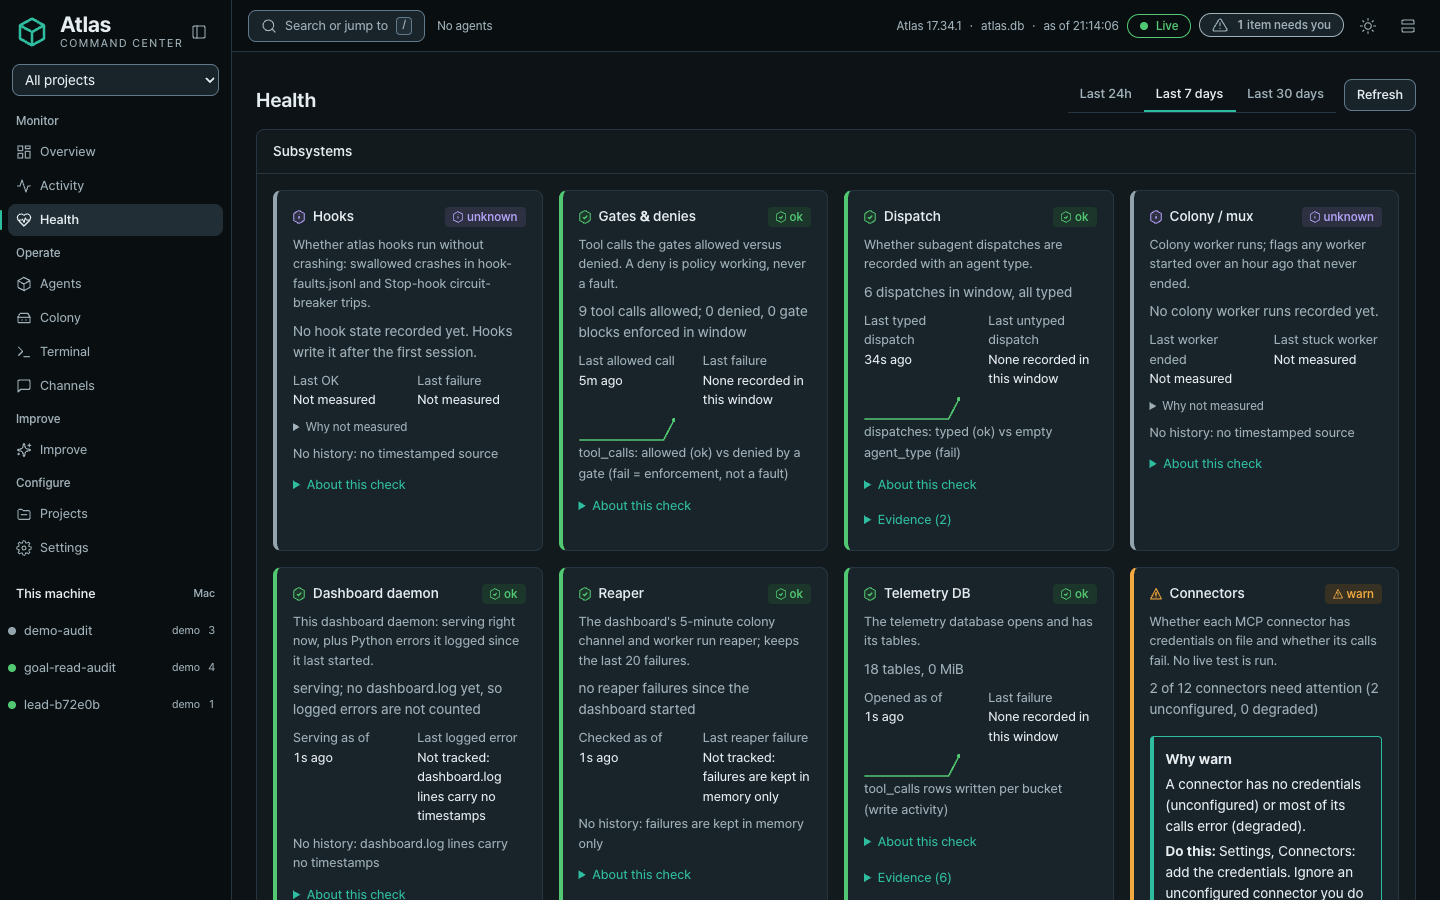 Atlas
COMMAND CENTER
All projects
Monitor
Overview
Activity
Health
Operate
Agents
Colony
Terminal
Channels
Improve
Improve
Configure
Projects
Settings
This machine Mac
demo-audit demo 3
goal-read-audit demo 4
lead-b72e0b demo 1
Search or jump to /
No agents
Atlas 17.34.1 · atlas.db · as of 21:14:06
Live
1 item needs you
Health
Last 24h Last 7 days Last 30 days
Refresh
Subsystems
Hooks unknown
Whether atlas hooks run without
crashing: swallowed crashes in hook-
faults.jsonl and Stop-hook circuit-
breaker trips.
No hook state recorded yet. Hooks
write it after the first session.
Last OK
Not measured
Last failure
Not measured
Why not measured
No history: no timestamped source
About this check
Gates & denies ok
Tool calls the gates allowed versus
denied. A deny is policy working, never
a fault.
9 tool calls allowed; 0 denied, 0 gate
blocks enforced in window
Last allowed call
5m ago
Last failure
None recorded in
this window
tool_calls: allowed (ok) vs denied by a
gate (fail = enforcement, not a fault)
About this check
Dispatch ok
Whether subagent dispatches are
recorded with an agent type.
6 dispatches in window, all typed
Last typed
dispatch
34s ago
Last untyped
dispatch
None recorded in
this window
dispatches: typed (ok) vs empty
agent_type (fail)
About this check
Evidence (2)
Colony / mux unknown
Colony worker runs; flags any worker
started over an hour ago that never
ended.
No colony worker runs recorded yet.
Last worker
ended
Not measured
Last stuck worker
Not measured
Why not measured
No history: no timestamped source
About this check
Dashboard daemon ok
This dashboard daemon: serving right
now, plus Python errors it logged since
it last started.
serving; no dashboard.log yet, so
logged errors are not counted
Serving as of
1s ago
Last logged error
Not tracked:
dashboard.log
lines carry no
timestamps
No history: dashboard.log lines carry
no timestamps
About this check
Reaper ok
The dashboard's 5-minute colony
channel and worker run reaper; keeps
the last 20 failures.
no reaper failures since the
dashboard started
Checked as of
1s ago
Last reaper failure
Not tracked:
failures are kept in
memory only
No history: failures are kept in memory
only
About this check
Telemetry DB ok
The telemetry database opens and has
its tables.
18 tables, 0 MiB
Opened as of
1s ago
Last failure
None recorded in
this window
tool_calls rows written per bucket
(write activity)
About this check
Evidence (6)
Connectors warn
Whether each MCP connector has
credentials on file and whether its calls
fail. No live test is run.
2 of 12 connectors need attention (2
unconfigured, 0 degraded)
Why warn
A connector has no credentials
(unconfigured) or most of its
calls error (degraded).
Do this: Settings, Connectors:
add the credentials. Ignore an
unconfigured connector you do